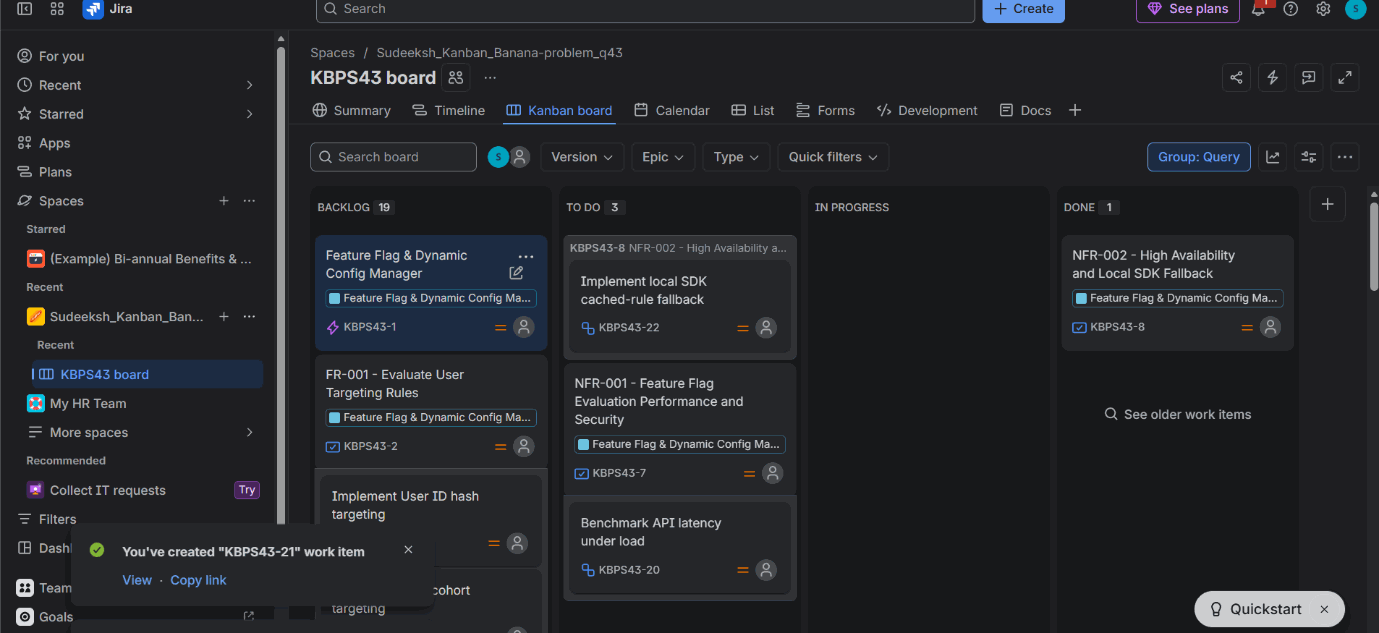 Jira
Search
+ Create
See plans
1
S
For you
Recent
Starred
Apps
Plans
Spaces
Starred
(Example) Bi-annual Benefits & ...
Recent
Sudeeksh_Kanban_Ban...
Recent
KBPS43 board
My HR Team
More spaces
Recommended
Collect IT requests
Try
Filters
Dash
Team
Goals
Spaces / Sudeeksh_Kanban_Banana-problem_q43
KBPS43 board
Summary
Timeline
Kanban board
Calendar
List
Forms
Development
Docs
Search board
S
Version
Epic
Type
Quick filters
Group: Query
BACKLOG 19
Feature Flag & Dynamic
Config Manager
Feature Flag & Dynamic Config Ma...
KBPS43-1
FR-001 - Evaluate User
Targeting Rules
Feature Flag & Dynamic Config Ma...
KBPS43-2
Implement User ID hash
targeting
cohort
targeting
TO DO 3
KBPS43-8 NFR-002 - High Availability a...
Implement local SDK
cached-rule fallback
KBPS43-22
NFR-001 - Feature Flag
Evaluation Performance and
Security
Feature Flag & Dynamic Config Ma...
KBPS43-7
Benchmark API latency
under load
KBPS43-20
IN PROGRESS
DONE 1
NFR-002 - High Availability
and Local SDK Fallback
Feature Flag & Dynamic Config Ma...
KBPS43-8
See older work items
You've created "KBPS43-21" work item
View · Copy link
Quickstart